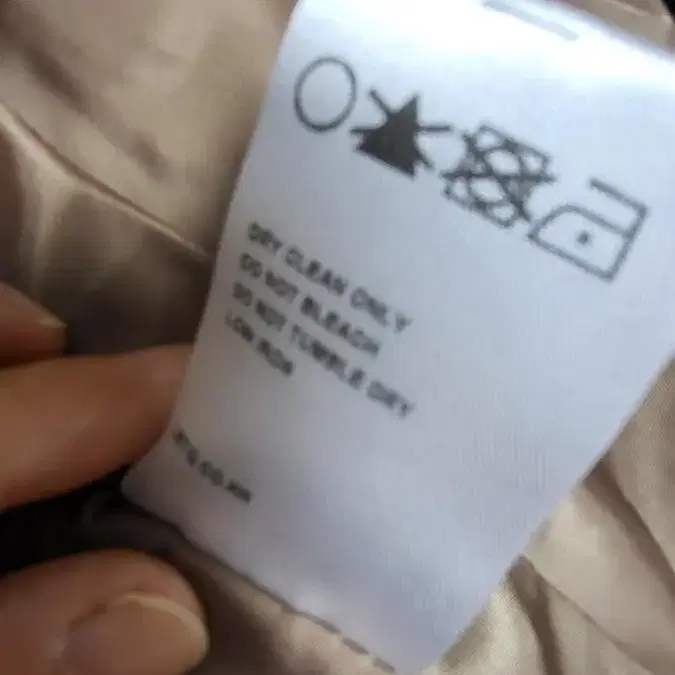 DRY CLEAN ONLY
DO NOT BLEACH
DO NOT TUMBLE DRY
LOW IRON